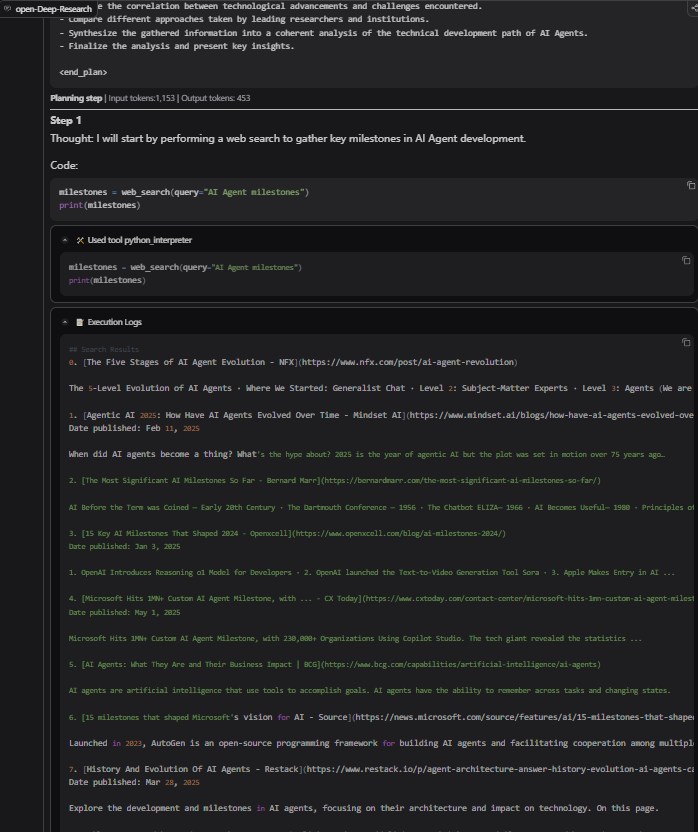 open-Deep-Research
the correlation between technological advancements and challenges encountered.
- Compare different approaches taken by leading researchers and institutions.
- Synthesize the gathered information into a coherent analysis of the technical development path of AI Agents.
- Finalize the analysis and present key insights.
<end_plan>
Planning step | Input tokens:1,153 | Output tokens: 453
Step 1
Thought: I will start by performing a web search to gather key milestones in AI Agent development.
Code:
milestones = web_search(query="AI Agent milestones")
print(milestones)
Used tool python_interpreter
milestones = web_search(query="AI Agent milestones")
print(milestones)
Execution Logs
## Search Results
0. [The Five Stages of AI Agent Evolution - NFX](https://www.nfx.com/post/ai-agent-revolution)
The 5-Level Evolution of AI Agents · Where We Started: Generalist Chat · Level 2: Subject-Matter Experts · Level 3: Agents (We are
1. [Agentic AI 2025: How Have AI Agents Evolved Over Time - Mindset AI](https://www.mindset.ai/blogs/how-have-ai-agents-evolved-ove
Date published: Feb 11, 2025
When did AI agents become a thing? What's the hype about? 2025 is the year of agentic AI but the plot was set in motion over 75 years ago…
2. [The Most Significant AI Milestones So Far - Bernard Marr](https://bernardmarr.com/the-most-significant-ai-milestones-so-far/)
AI Before the Term was Coined – Early 20th Century · The Dartmouth Conference – 1956 · The Chatbot ELIZA– 1966 · AI Becomes Useful– 1980 · Principles of
3. [15 Key AI Milestones That Shaped 2024 - Openxcell](https://www.openxcell.com/blog/ai-milestones-2024/)
Date published: Jan 3, 2025
1. OpenAI Introduces Reasoning o1 Model for Developers · 2. OpenAI launched the Text-to-Video Generation Tool Sora · 3. Apple Makes Entry in AI ...
4. [Microsoft Hits 1MN+ Custom AI Agent Milestone, with ... - CX Today](https://www.cxtoday.com/contact-center/microsoft-hits-1mn-custom-ai-agent-milest
Date published: May 1, 2025
Microsoft Hits 1MN+ Custom AI Agent Milestone, with 230,000+ Organizations Using Copilot Studio. The tech giant revealed the statistics ...
5. [AI Agents: What They Are and Their Business Impact | BCG](https://www.bcg.com/capabilities/artificial-intelligence/ai-agents)
AI agents are artificial intelligence that use tools to accomplish goals. AI agents have the ability to remember across tasks and changing states.
6. [15 milestones that shaped Microsoft's vision for AI - Source](https://news.microsoft.com/source/features/ai/15-milestones-that-shape
Launched in 2023, AutoGen is an open-source programming framework for building AI agents and facilitating cooperation among multipl
7. [History And Evolution Of AI Agents - Restack](https://www.restack.io/p/agent-architecture-answer-history-evolution-ai-agents-ca
Date published: Mar 28, 2025
Explore the development and milestones in AI agents, focusing on their architecture and impact on technology. On this page.